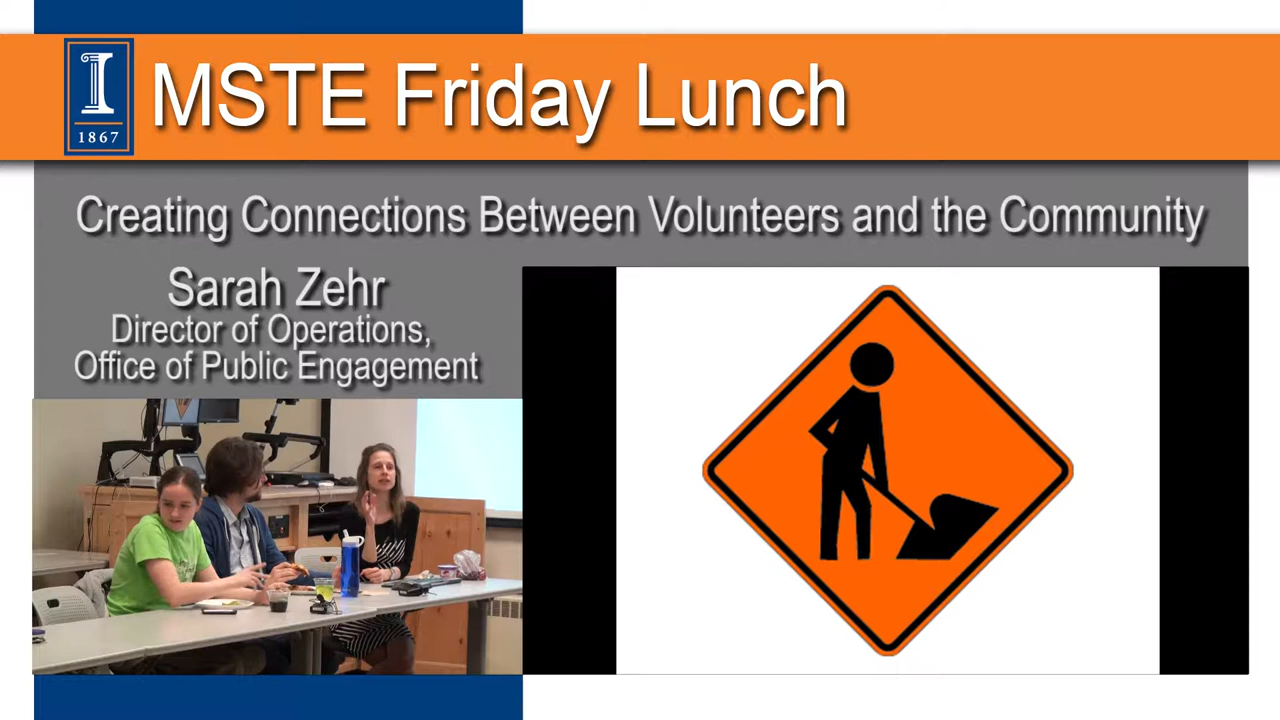 MSTE Friday Lunch
1867
Creating Connections Between Volunteers and the Community
Sarah Zehr
Director of Operations,
Office of Public Engagement